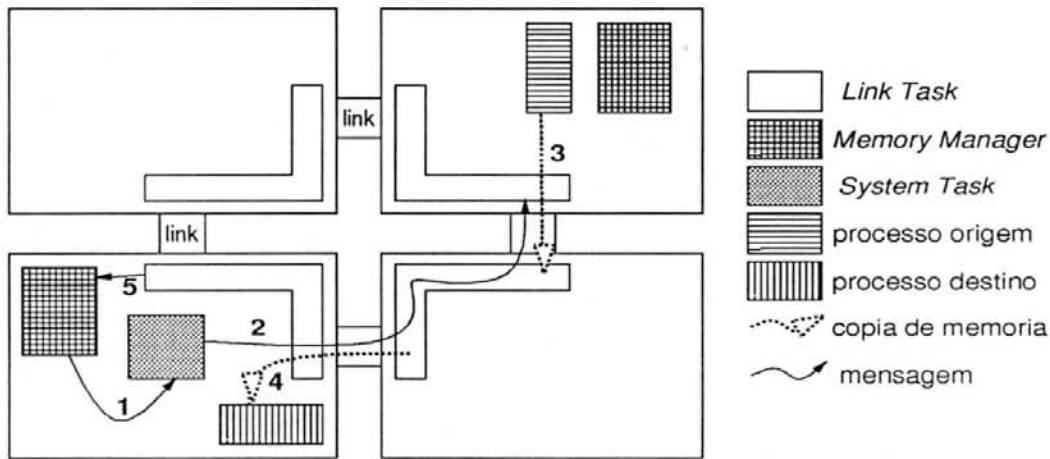 link
3
link
5
2
4
1
Link Task
Memory Manager
System Task
processo origem
processo destino
copia de memoria
mensagem